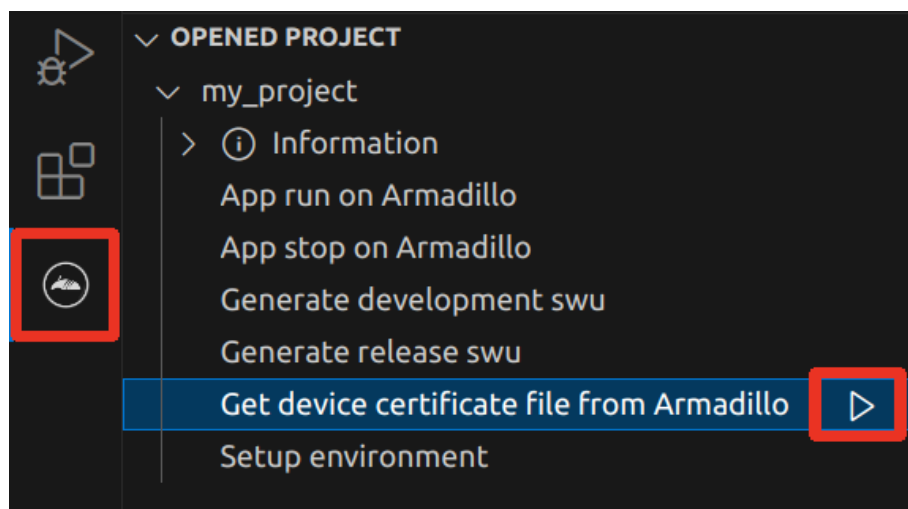 OPENED PROJECT
my_project
Information
App run on Armadillo
App stop on Armadillo
Generate development swu
Generate release swu
Get device certificate file from Armadillo
Setup environment